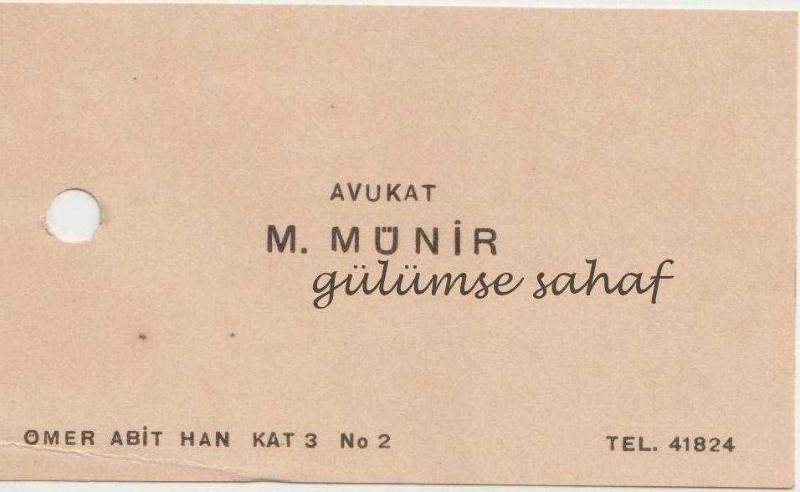 AVUKAT
M. MÜNİR
gülümse sahaf
ÖMER ABİT HAN KAT 3 No 2
TEL. 41824